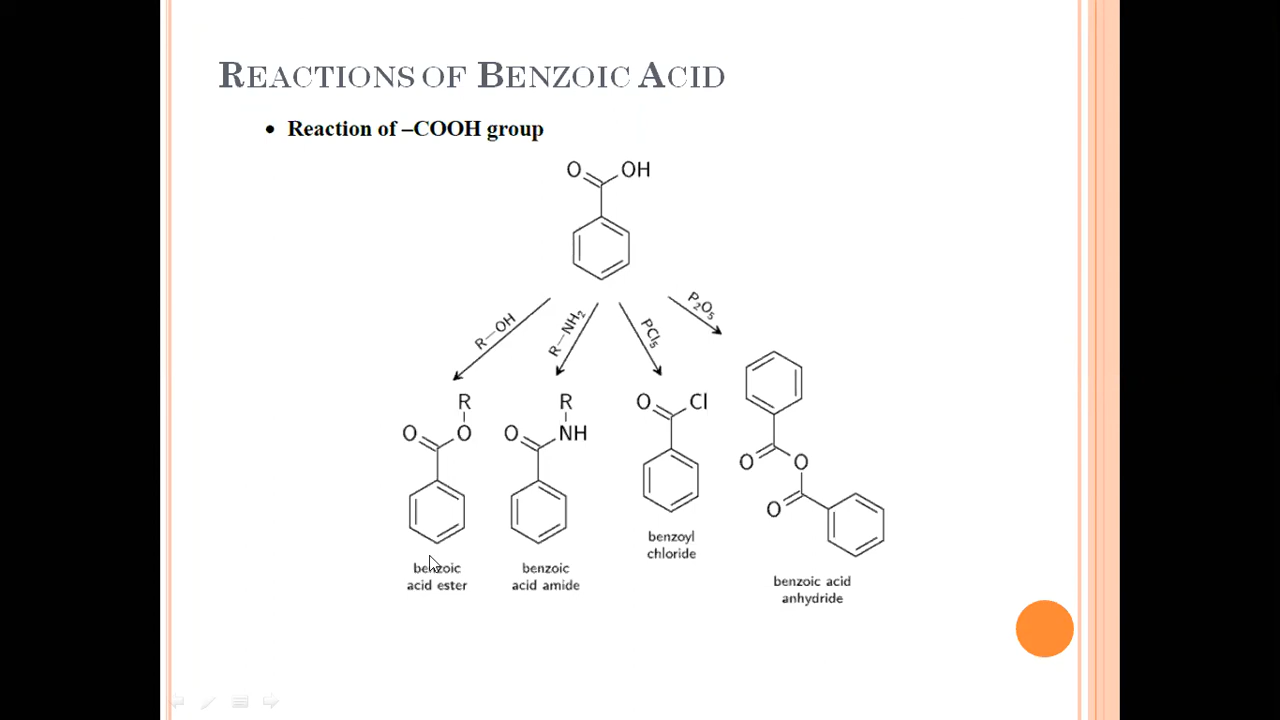 REACTIONS OF BENZOIC ACID
• Reaction of –COOH group
O OH
R—OH
R—NH₂
PCl₅
P₂O₅
R
O O
R
O NH
O Cl
O O
O
benzoic
acid ester
benzoic
acid amide
benzoyl
chloride
benzoic acid
anhydride